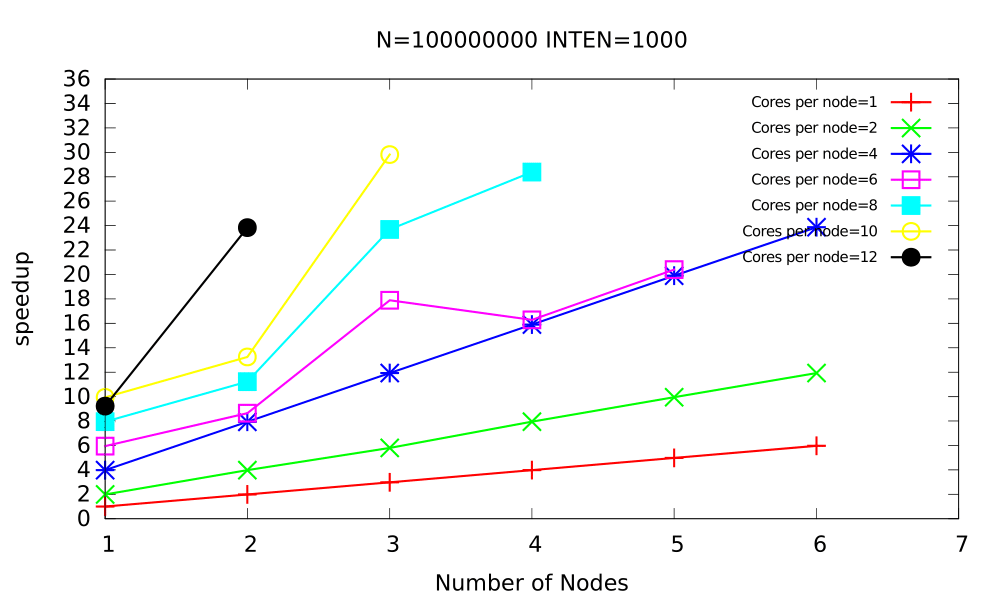 N=100000000 INTEN=1000
36
34
32
30
28
26
24
22
20
18
16
14
12
10
8
6
4
2
0
speedup
Cores per node=1
Cores per node=2
Cores per node=4
Cores per node=6
Cores per node=8
Cores per node=10
Cores per node=12
1 2 3 4 5 6 7
Number of Nodes